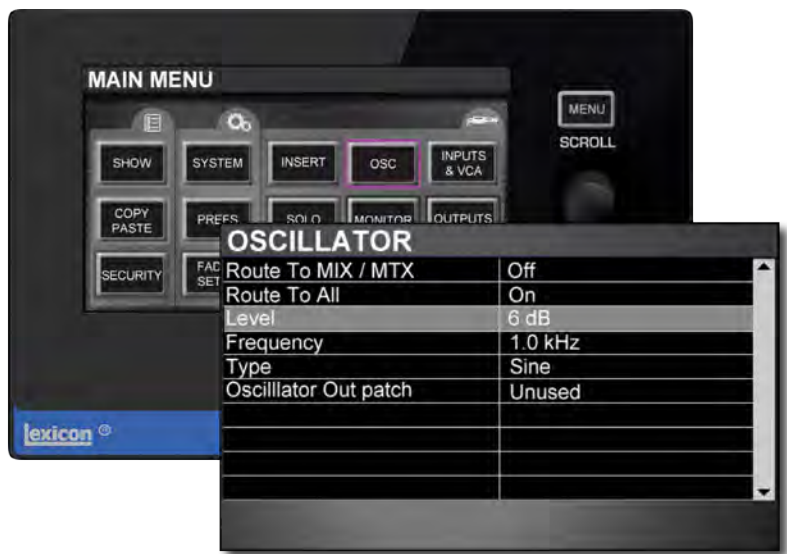 MAIN MENU
MENU
SCROLL
SHOW
SYSTEM
INSERT
OSC
INPUTS
& VCA
COPY
PASTE
PREFS
SOLO
MONITOR
OUTPUTS
SECURITY
FAD
SET
OSCILLATOR
Route To MIX / MTX Off
Route To All On
Level 6 dB
Frequency 1.0 kHz
Type Sine
Oscilllator Out patch Unused
lexicon ®